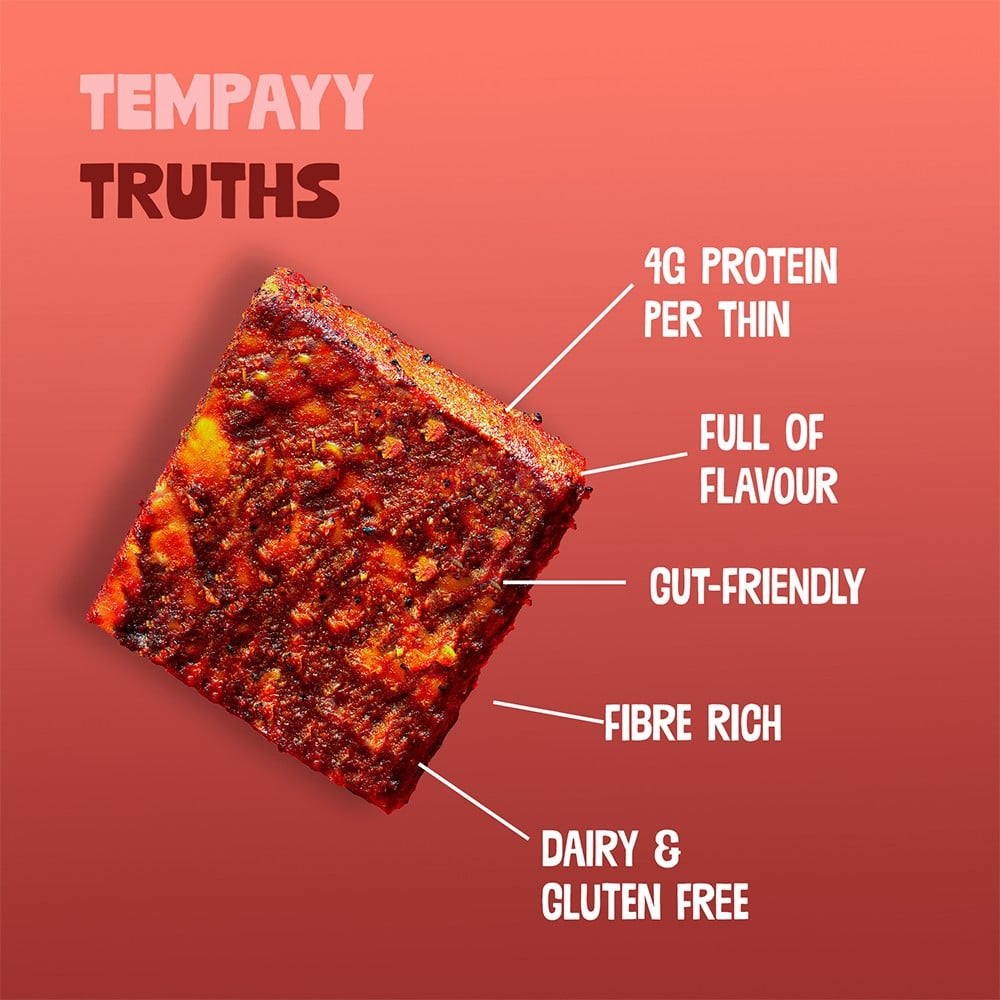 TEMPAYY
TRUTHS
4G PROTEIN
PER THIN
FULL OF
FLAVOUR
GUT-FRIENDLY
FIBRE RICH
DAIRY &
GLUTEN FREE